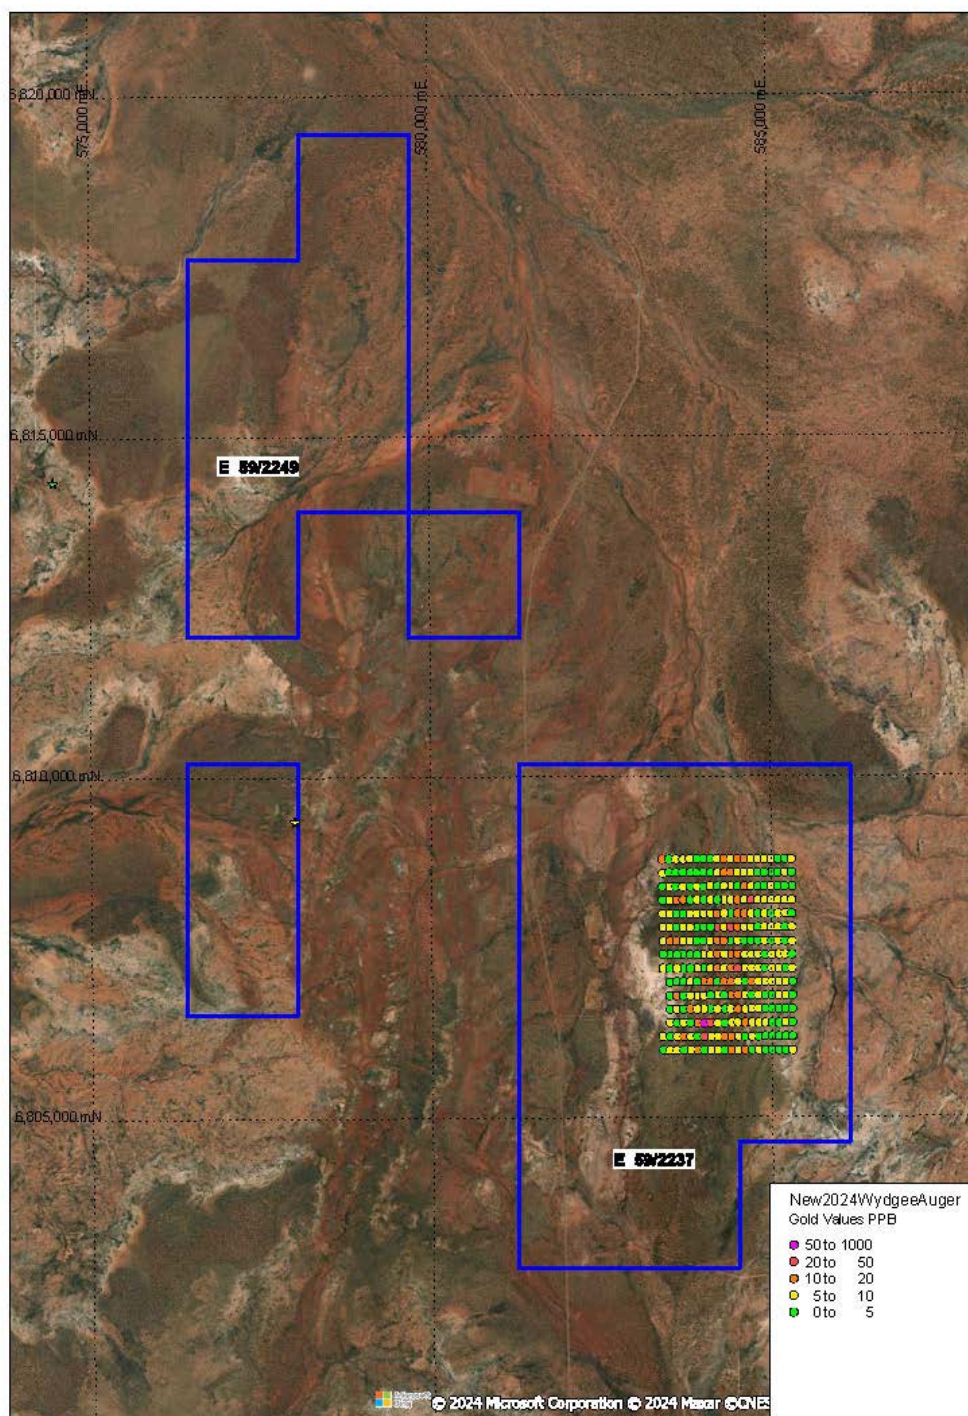 6,820,000 mN
575,000 mE
580,000 mE
585,000 mE
6,815,000 mN
E 59/2249
6,810,000 mN
6,805,000 mN
E 59/2237
New2024WydgeeAuger
Gold Values PPB
50 to 1000
20 to 50
10 to 20
5 to 10
0 to 5
Microsoft
© 2024 Microsoft Corporation © 2024 Maxar ©CNES